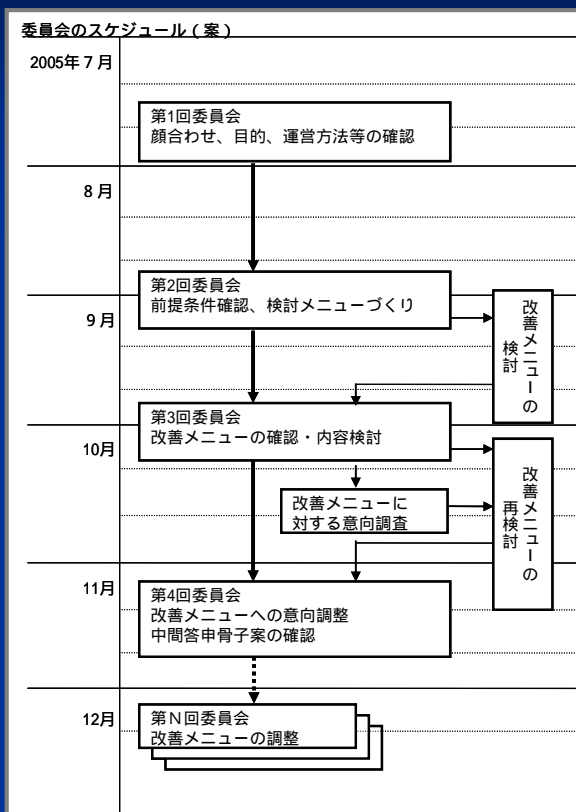 委員会のスケジュール（案）
2005年７月
第1回委員会
顔合わせ、目的、運営方法等の確認
８月
第2回委員会
前提条件確認、検討メニューづくり
９月
改善メニューの
検討
第3回委員会
改善メニューの確認・内容検討
10月
改善メニューに
対する意向調査
改善メニューの
再検討
11月
第4回委員会
改善メニューへの意向調整
中間答申骨子案の確認
12月
第Ｎ回委員会
改善メニューの調整